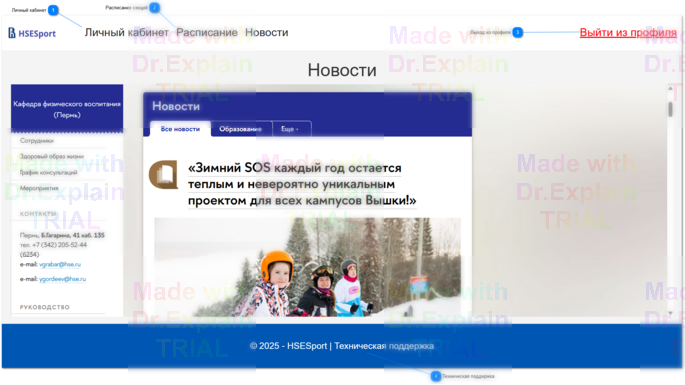 Личный кабинет 1
Расписание секций 2
HSESport
Личный кабинет Расписание Новости
Выход из профиля 3
Выйти из профиля
Made with
Dr.Explain
TRIAL
Новости
Кафедра физического воспитания
(Пермь)
Сотрудники
Здоровый образ жизни
График консультаций
Мероприятия
КОНТАКТЫ
Пермь, Б.Гагарина, 41 каб. 135
тел. +7 (342) 205-52-44
(6234)
e-mail: vgrabar@hse.ru
e-mail: ygordeev@hse.ru
РУКОВОДСТВО
Новости
Все новости Образование Еще
«Зимний SOS каждый год остается
теплым и невероятно уникальным
проектом для всех кампусов Вышки!»
© 2025 - HSESport | Техническая поддержка
4 Техническая поддержка